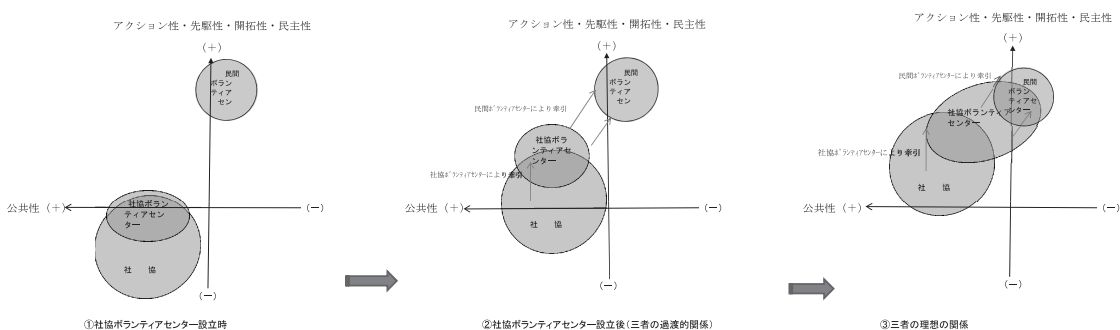 アクション性・先駆性・開拓性・民主性
(+)
民間
ボラン
ティア
セン
公共性 (+)
(―)
社協ボラン
ティアセン
ター
社 協
(―)
①社協ボランティアセンター設立時
アクション性・先駆性・開拓性・民主性
(+)
民間
ボラン
ティア
セン
民間ボランティアセンターにより牽引
社協ボラ
ンティアセ
ンター
社協ボランティアセンターにより牽引
公共性 (+)
(―)
社 協
(―)
②社協ボランティアセンター設立後(三者の過渡的関係)
アクション性・先駆性・開拓性・民主性
(+)
民間ボランティアセンターにより牽引
民間
ボラン
ティアセ
ンター
社協ボランティア
センター
社協ボランティアセンターにより牽引
社 協
公共性 (+)
(―)
(―)
③三者の理想の関係